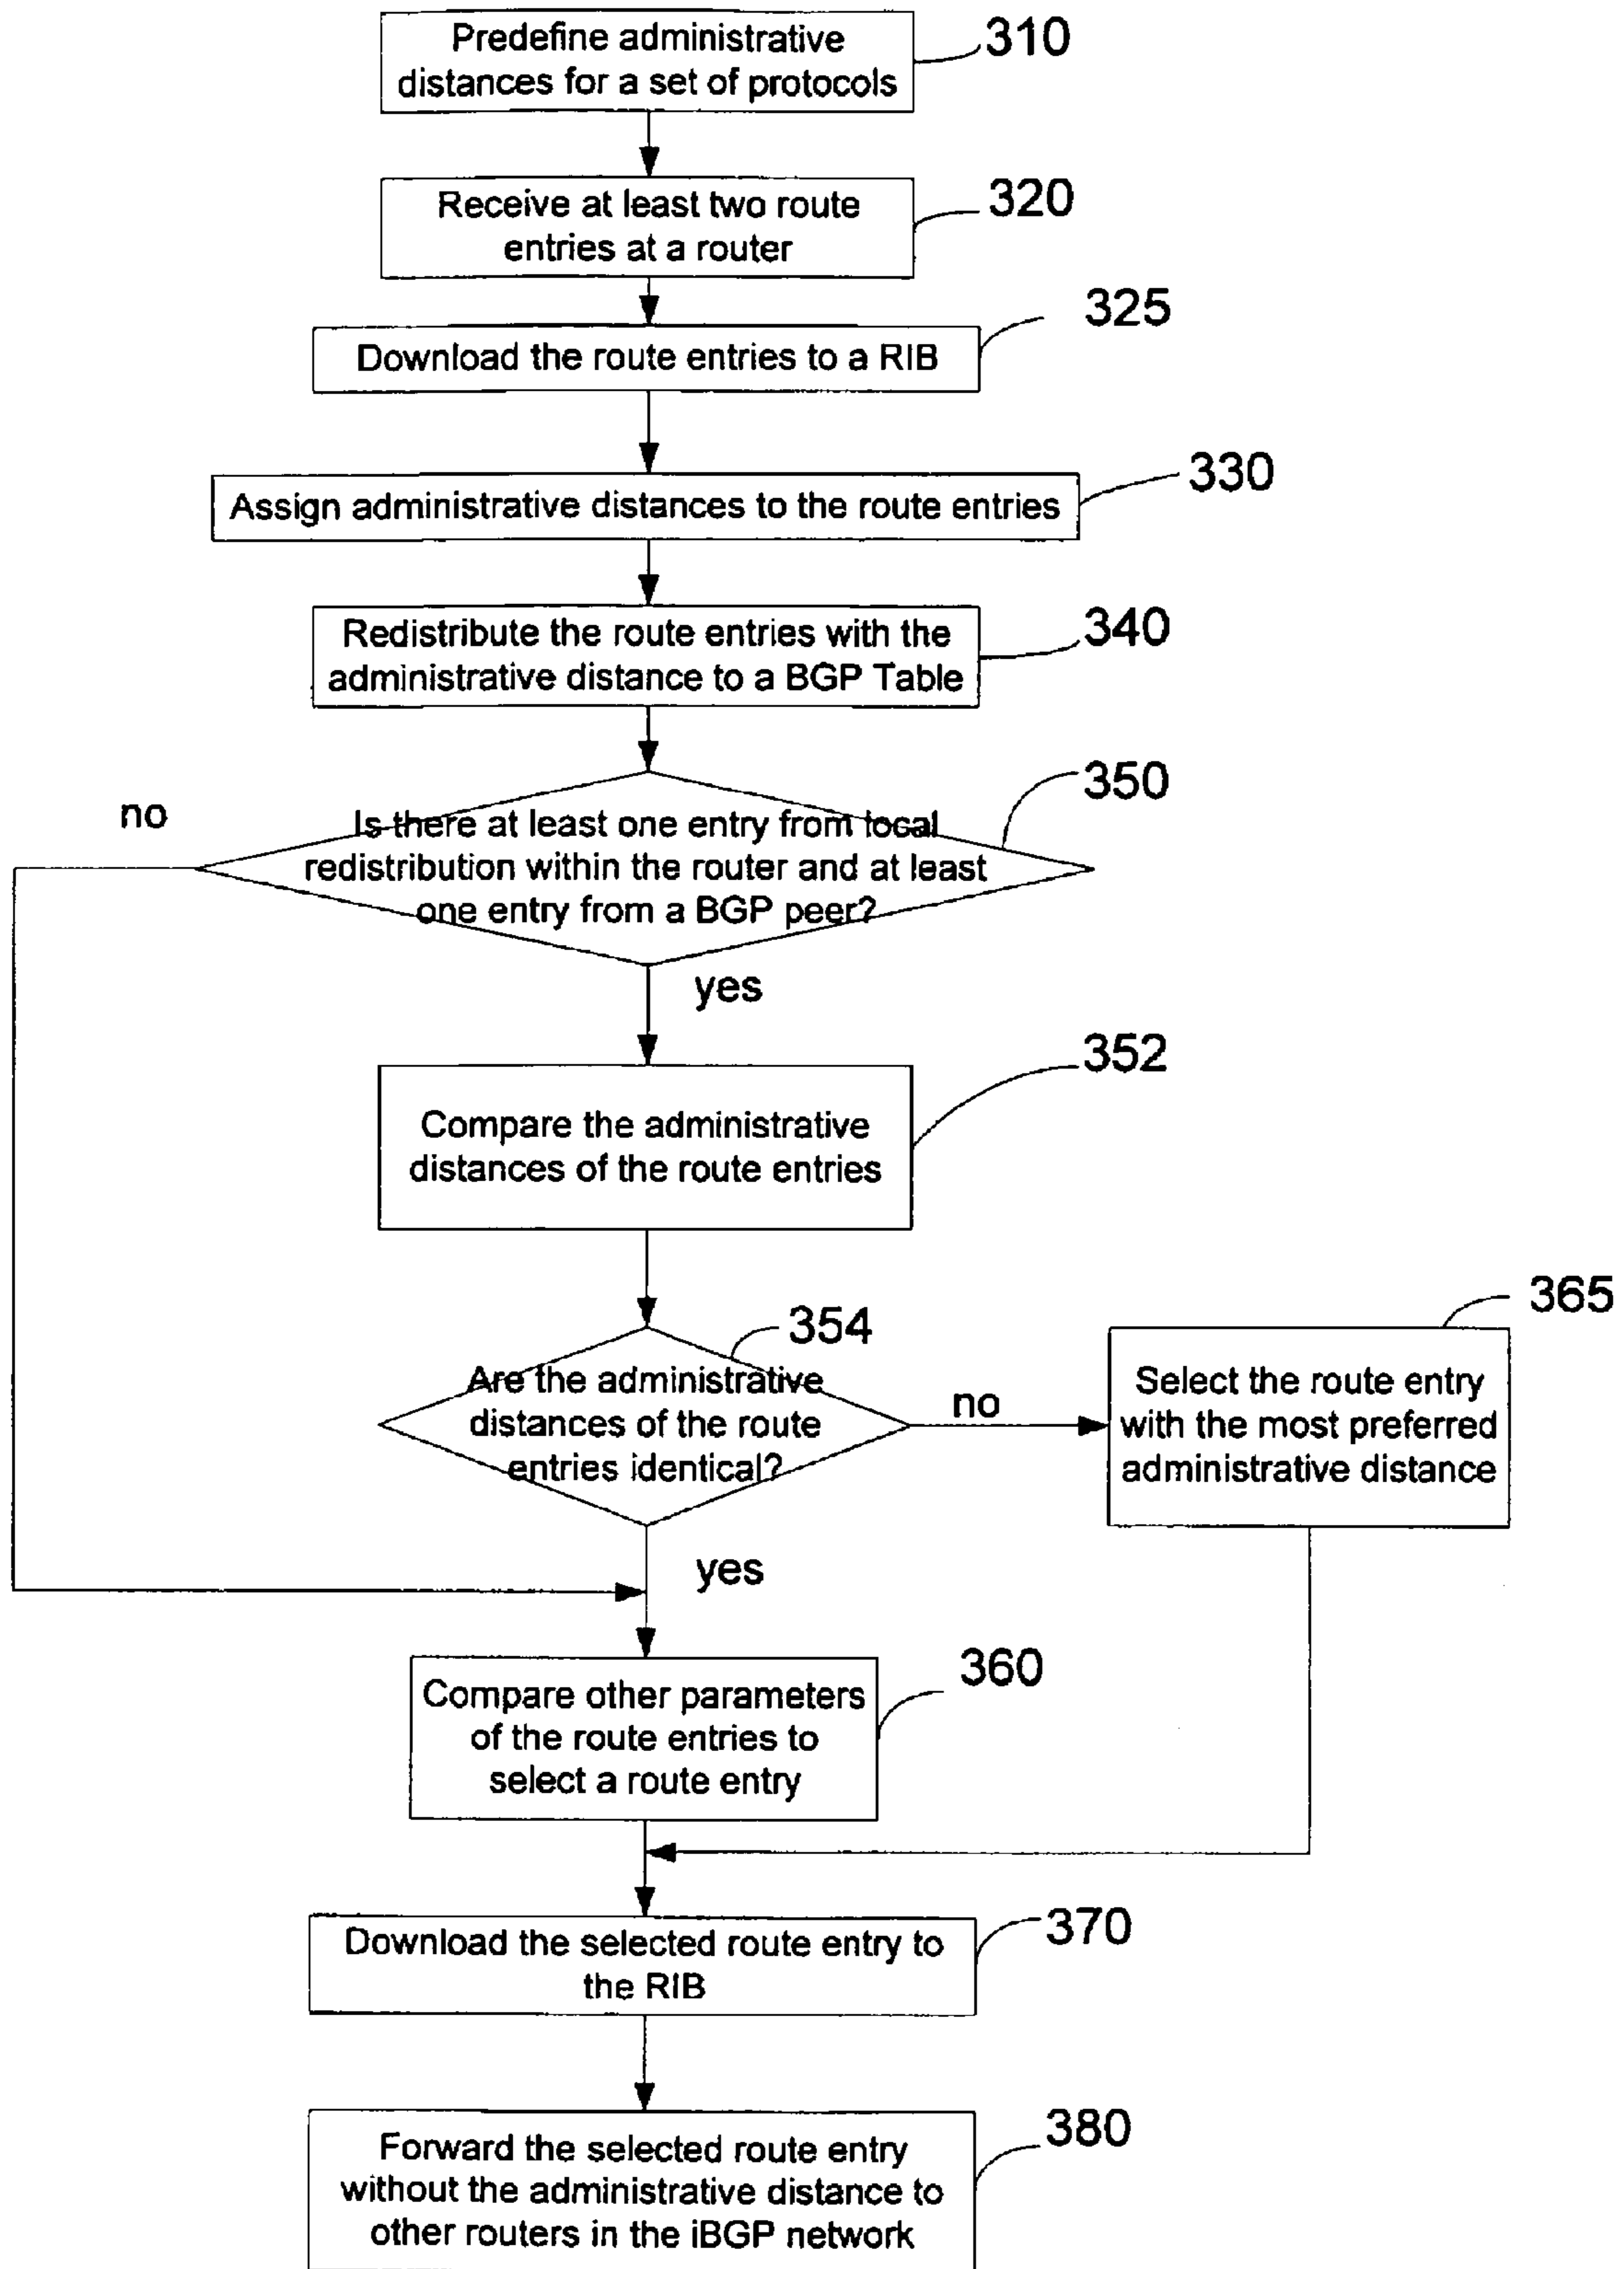 Predefine administrative
distances for a set of protocols
310
Receive at least two route
entries at a router
320
325
Download the route entries to a RIB
330
Assign administrative distances to the route entries
Redistribute the route entries with the
administrative distance to a BGP Table
340
350
no
Is there at least one entry from local
redistribution within the router and at least
one entry from a BGP peer?
yes
352
Compare the administrative
distances of the route entries
365
354
Are the administrative
distances of the route
entries identical?
no
Select the route entry
with the most preferred
administrative distance
yes
360
Compare other parameters
of the route entries to
select a route entry
370
Download the selected route entry to
the RIB
380
Forward the selected route entry
without the administrative distance to
other routers in the iBGP network